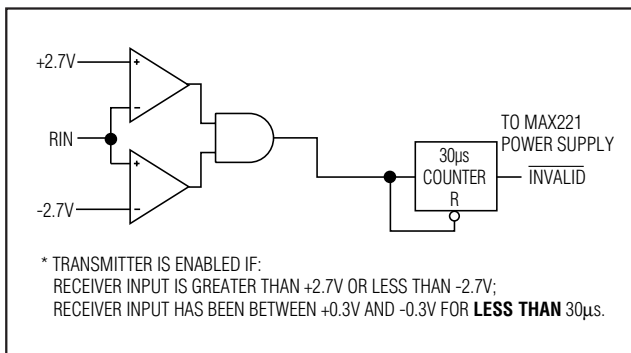 +2.7V
+
−
RIN
+
−
-2.7V
30µs
COUNTER
R
TO MAX221
POWER SUPPLY
INVALID
* TRANSMITTER IS ENABLED IF:
RECEIVER INPUT IS GREATER THAN +2.7V OR LESS THAN -2.7V;
RECEIVER INPUT HAS BEEN BETWEEN +0.3V AND -0.3V FOR LESS THAN 30µs.